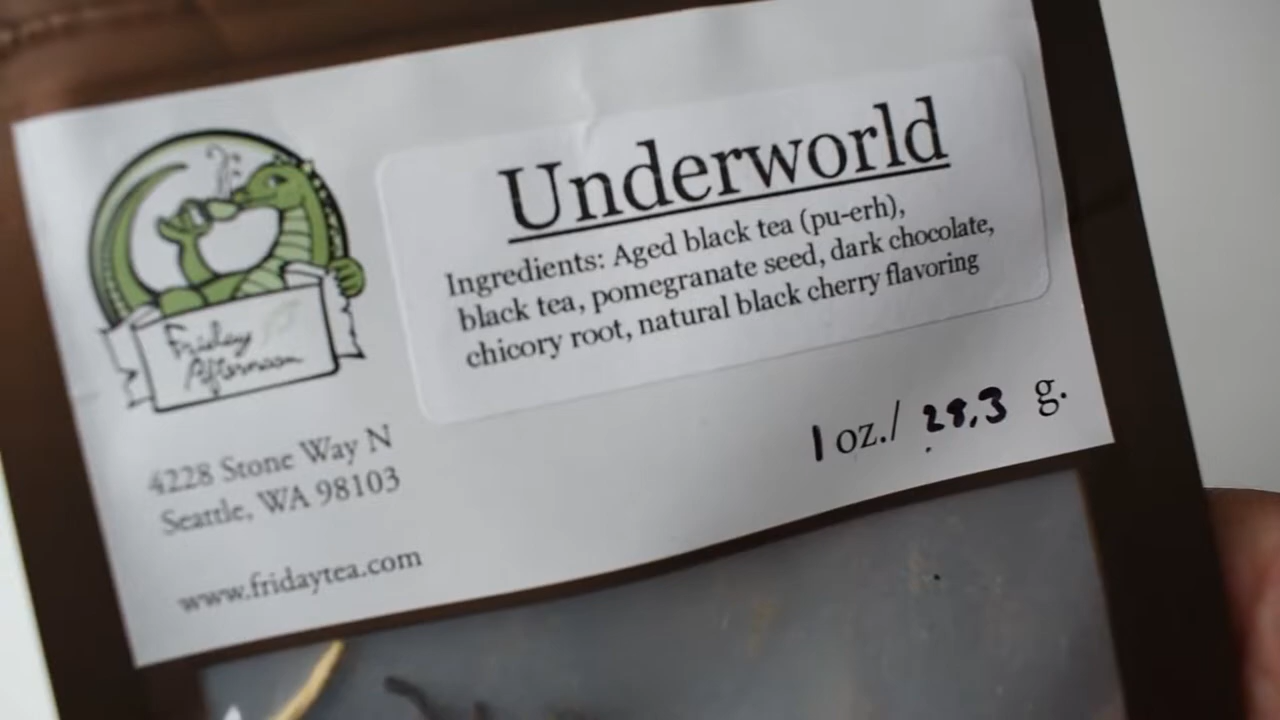 Underworld
Ingredients: Aged black tea (pu-erh),
black tea, pomegranate seed, dark chocolate,
chicory root, natural black cherry flavoring
Friday
Afternoon
1 oz./ 28.3 g.
4228 Stone Way N
Seattle, WA 98103
www.fridaytea.com